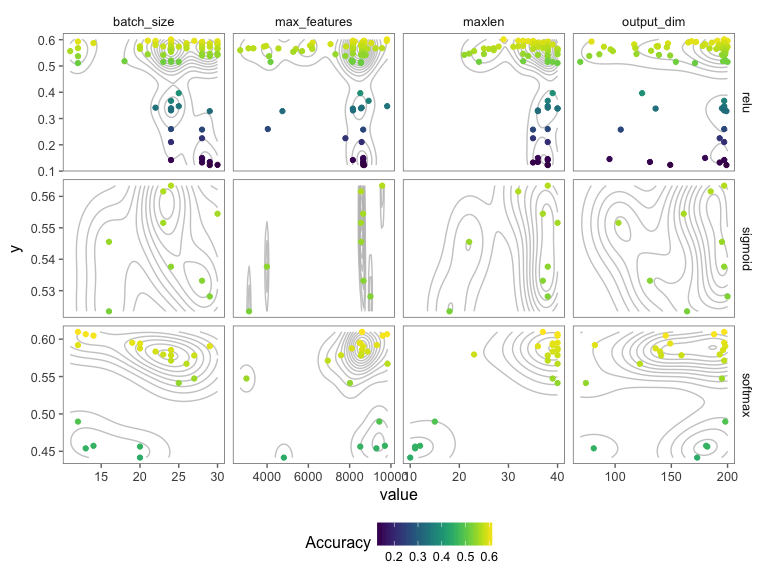 batch_size max_features maxlen output_dim
0.6
0.5
0.4
0.3
0.2
0.1
relu
0.56
0.55
0.54
0.53
sigmoid
y
0.60
0.55
0.50
0.45
softmax
15 20 25 30 4000 6000 8000 10000 10 20 30 40 100 150 200
value
Accuracy
0.2 0.3 0.4 0.5 0.6